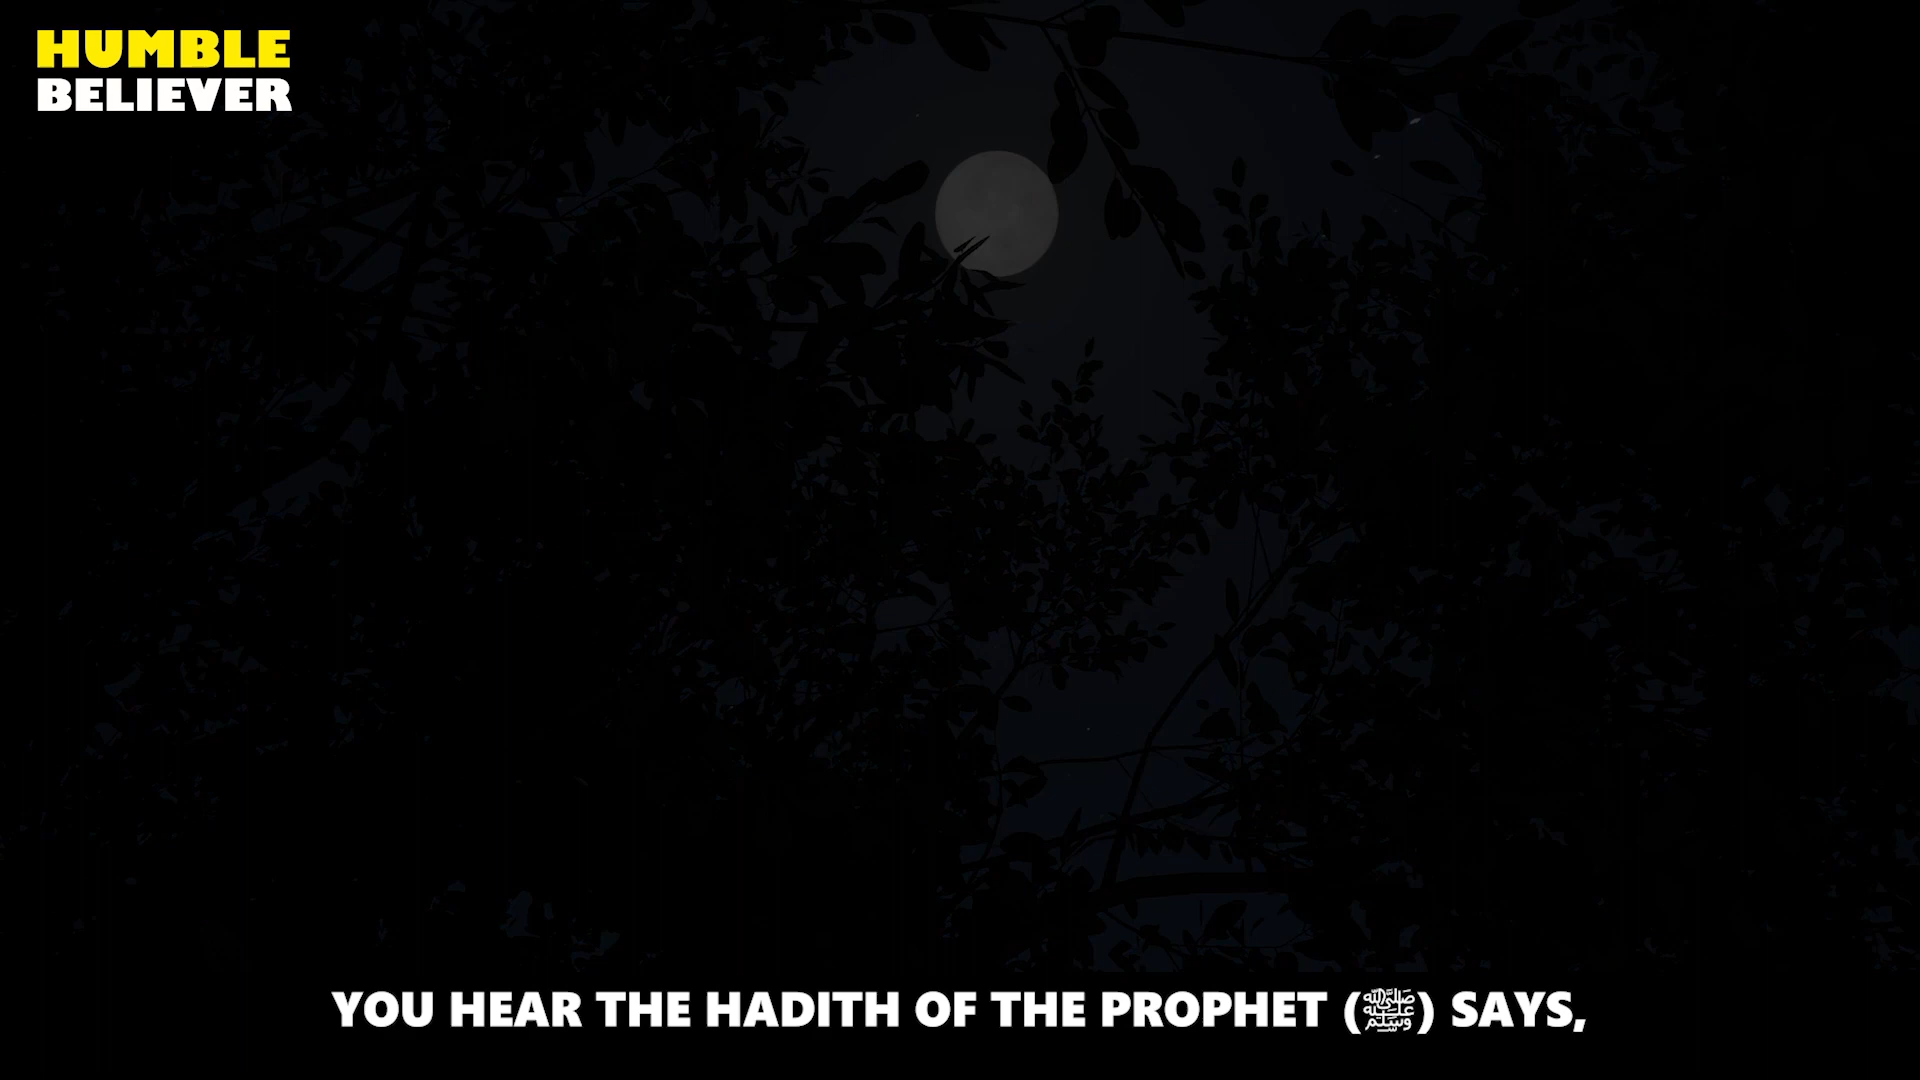 HUMBLE
BELIEVER
YOU HEAR THE HADITH OF THE PROPHET (ﷺ) SAYS,